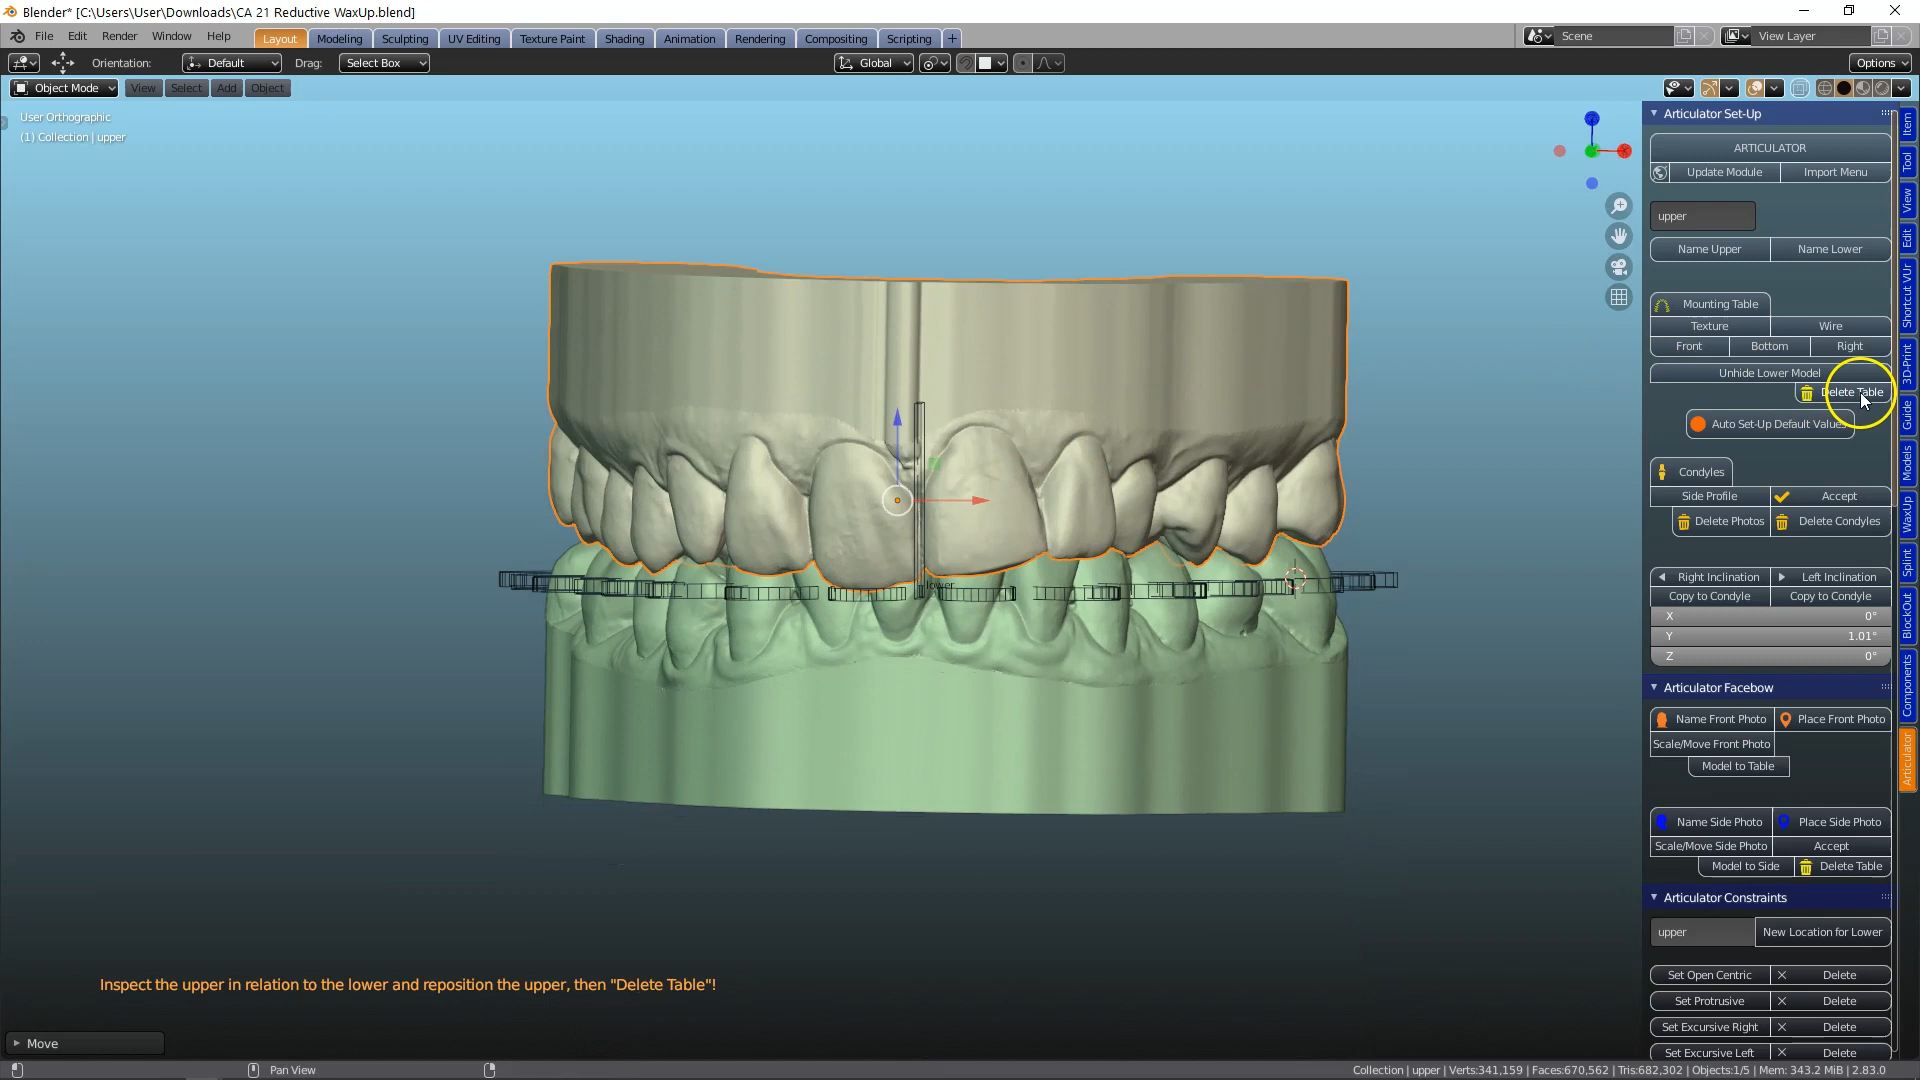 Blender* [C:\Users\User\Downloads\CA 21 Reductive WaxUp.blend]
File Edit Render Window Help Layout Modeling Sculpting UV Editing Texture Paint Shading Animation Rendering Compositing Scripting + Scene View Layer
Orientation: Default Drag: Select Box Global Options
Object Mode View Select Add Object
User Orthographic
(1) Collection | upper
Articulator Set-Up
ARTICULATOR
Update Module Import Menu
upper
Name Upper Name Lower
Mounting Table
Texture Wire
Front Bottom Right
Unhide Lower Model
Delete Table
Auto Set-Up Default Values
Condyles
Side Profile Accept
Delete Photos Delete Condyles
Right Inclination Left Inclination
Copy to Condyle Copy to Condyle
X 0°
Y 1.01°
Z 0°
Articulator Facebow
Name Front Photo Place Front Photo
Scale/Move Front Photo
Model to Table
Name Side Photo Place Side Photo
Scale/Move Side Photo Accept
Model to Side Delete Table
Articulator Constraints
upper New Location for Lower
Set Open Centric Delete
Set Protrusive Delete
Set Excursive Right Delete
Set Excursive Left Delete
Item
Tool
View
Edit
Shortcut VUr
3D-Print
Guide
Models
WaxUp
Splint
BlockOut
Components
Articulator
lower
Inspect the upper in relation to the lower and reposition the upper, then "Delete Table"!
Move
Pan View
Collection | upper | Verts:341,159 | Faces:670,562 | Tris:682,302 | Objects:1/5 | Mem: 343.2 MiB | 2.83.0